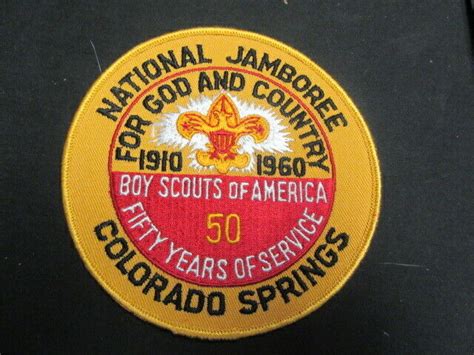 NATIONAL JAMBOREE
FOR GOD AND COUNTRY
1910 1960
BOY SCOUTS OF AMERICA
50
FIFTY YEARS OF SERVICE
COLORADO SPRINGS